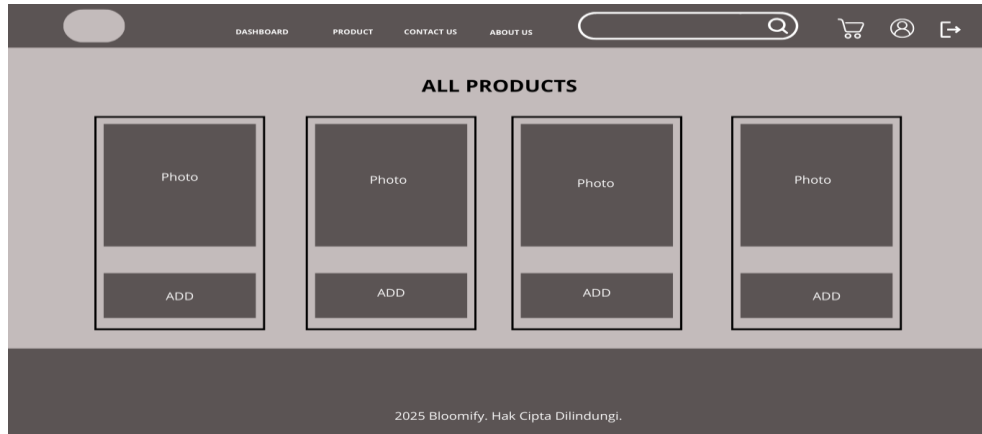 DASHBOARD PRODUCT CONTACT US ABOUT US
ALL PRODUCTS
Photo Photo Photo Photo
ADD ADD ADD ADD
2025 Bloomify. Hak Cipta Dilindungi.